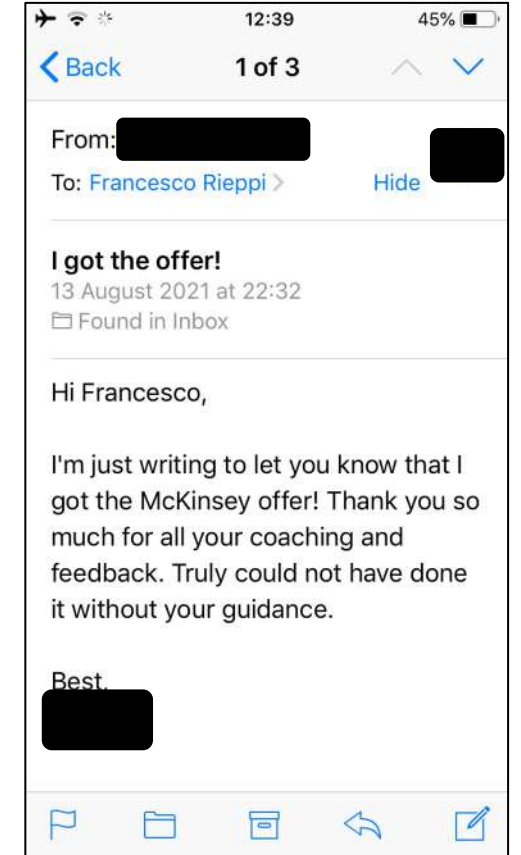 12:39 45%
Back 1 of 3
From:
To: Francesco Rieppi Hide
I got the offer!
13 August 2021 at 22:32
Found in Inbox
Hi Francesco,
I'm just writing to let you know that I
got the McKinsey offer! Thank you so
much for all your coaching and
feedback. Truly could not have done
it without your guidance.
Best,